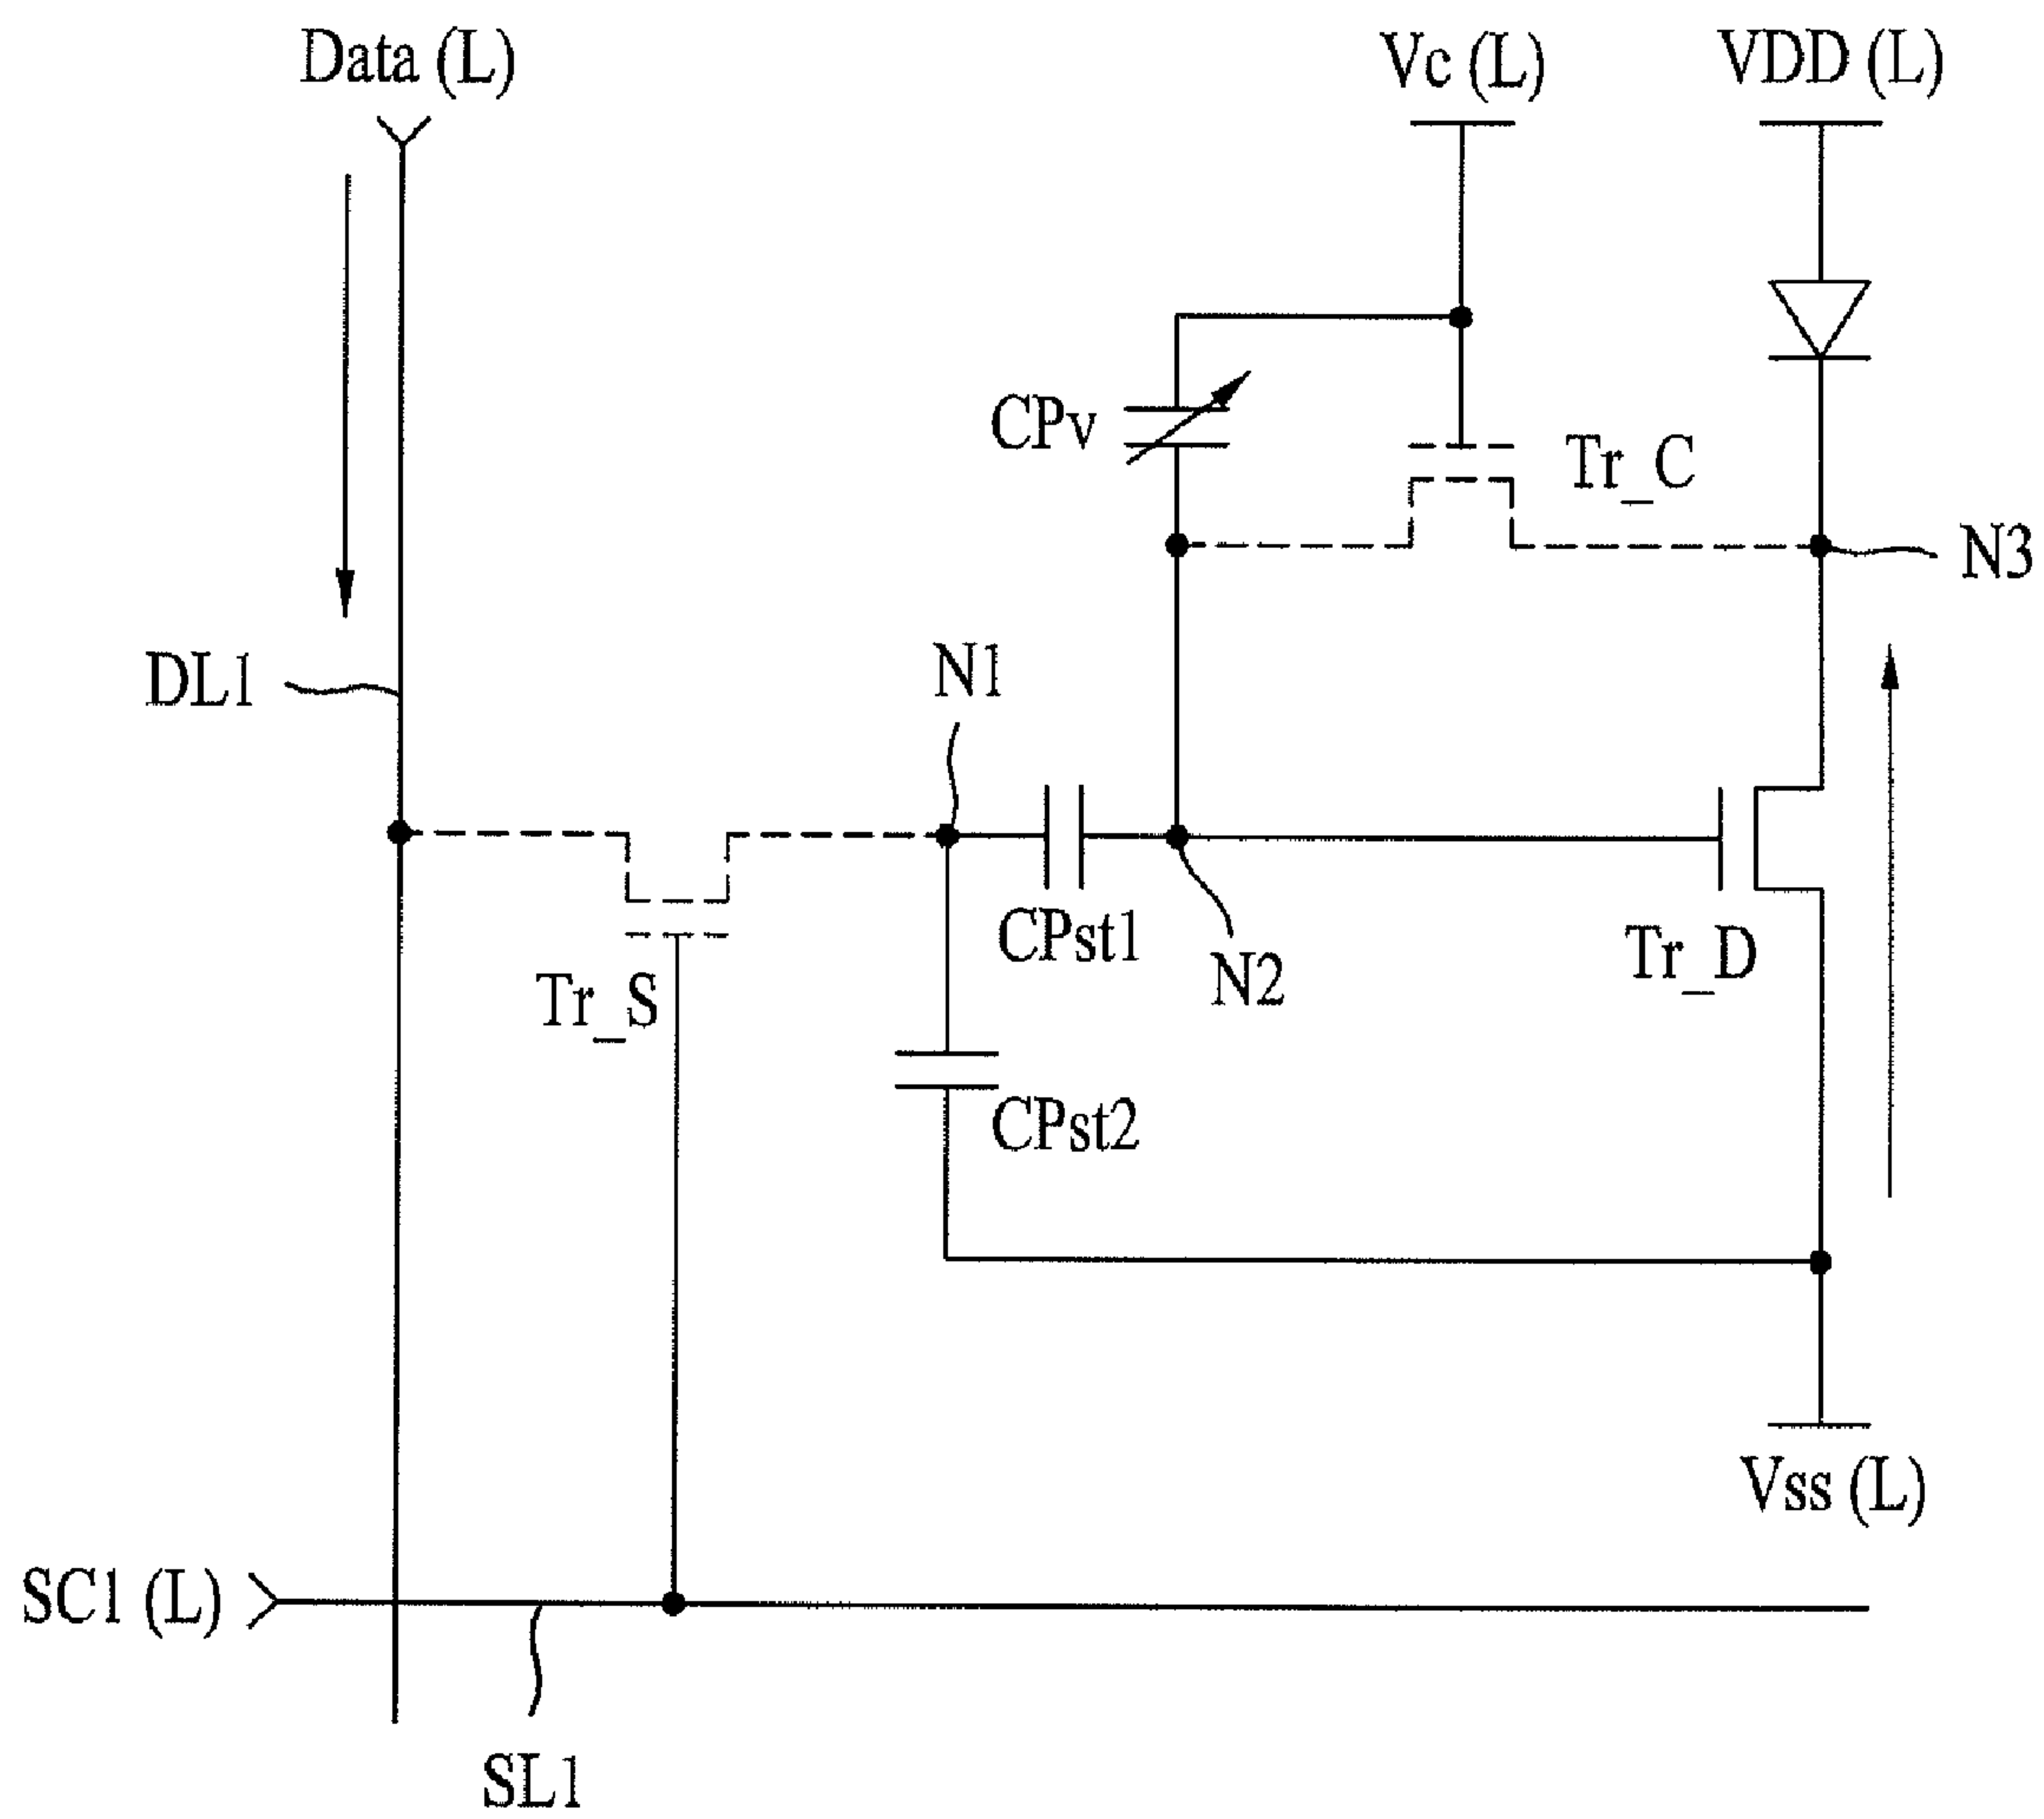 Data (L)
Vc (L)
VDD (L)
CPv
Tr_C
N3
DL1
N1
CPst1
N2
Tr_D
Tr_S
CPst2
Vss (L)
SC1 (L)
SL1